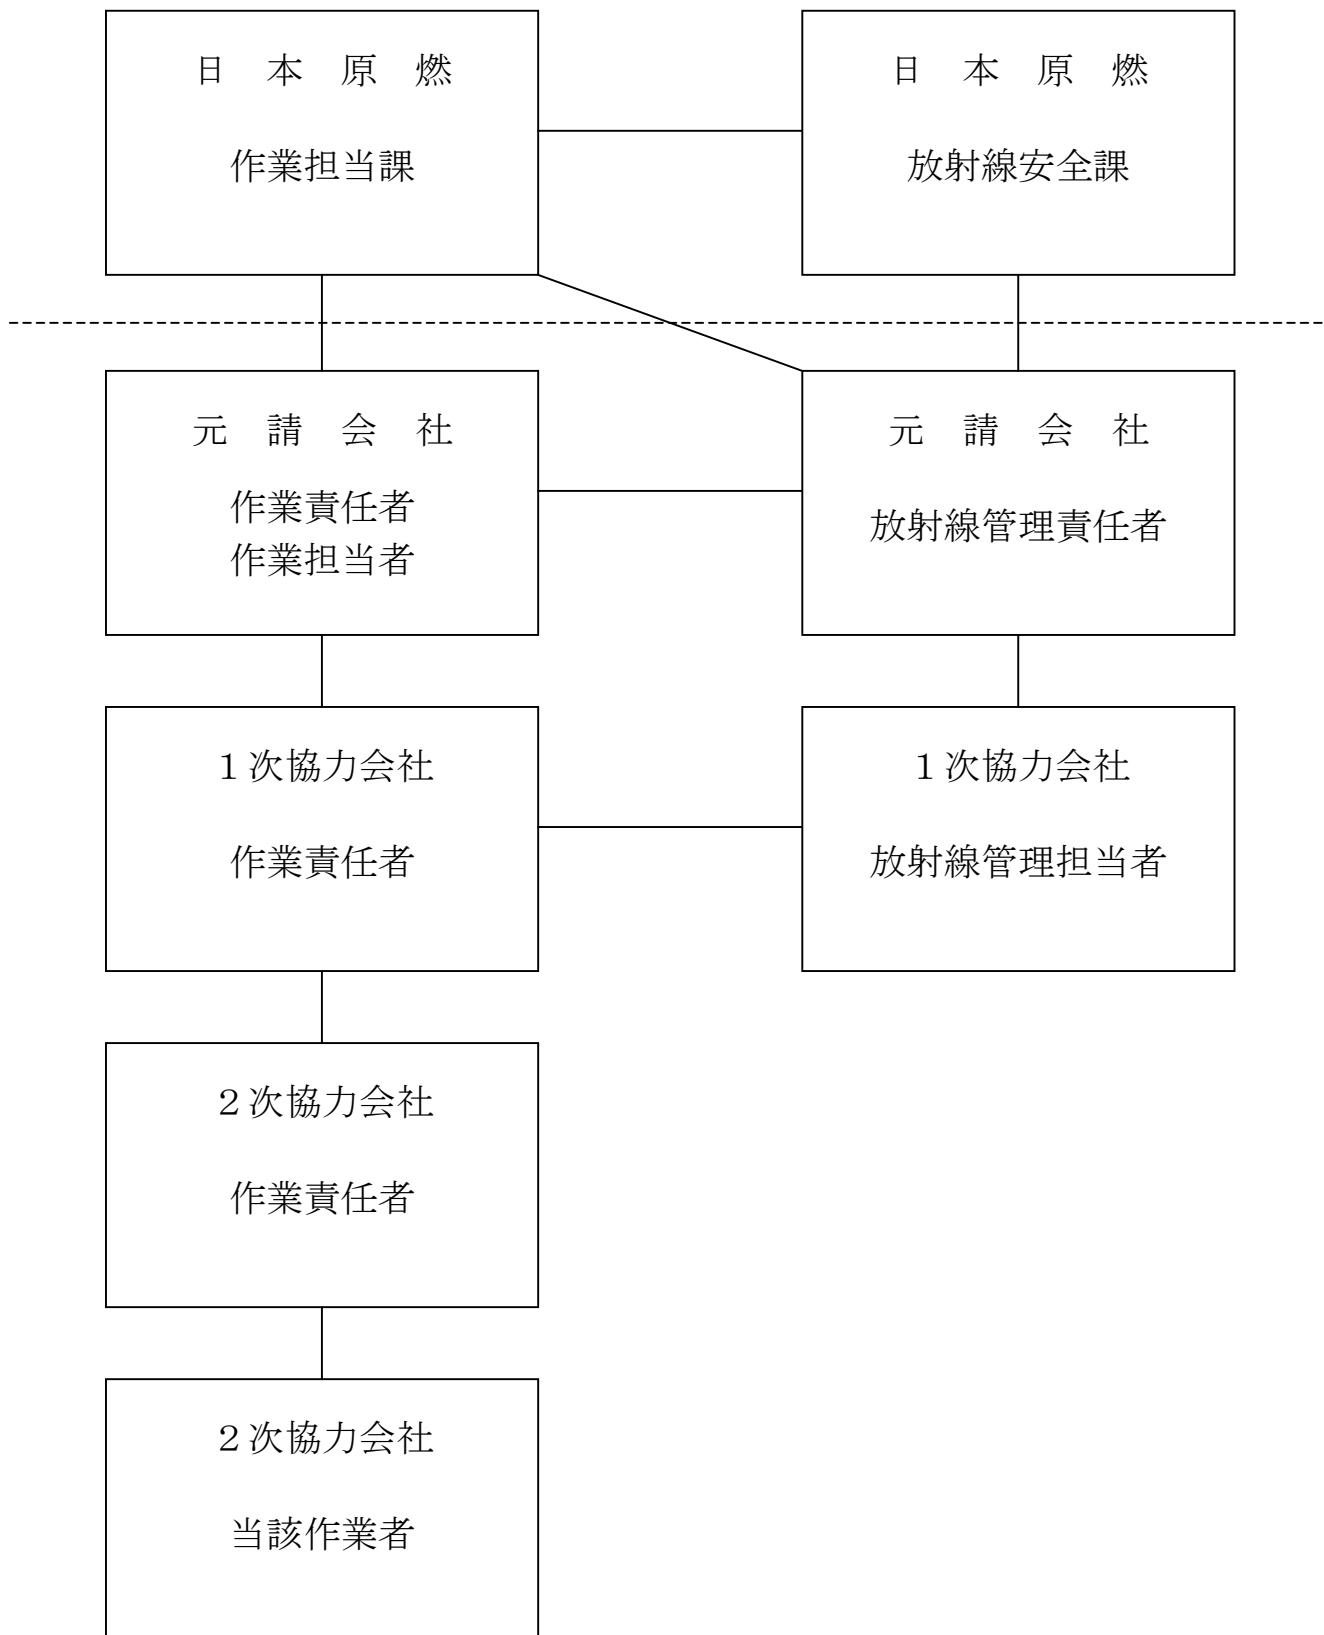 日 本 原 燃
作業担当課
日 本 原 燃
放射線安全課
元 請 会 社
作業責任者
作業担当者
元 請 会 社
放射線管理責任者
１次協力会社
作業責任者
１次協力会社
放射線管理担当者
２次協力会社
作業責任者
２次協力会社
当該作業者